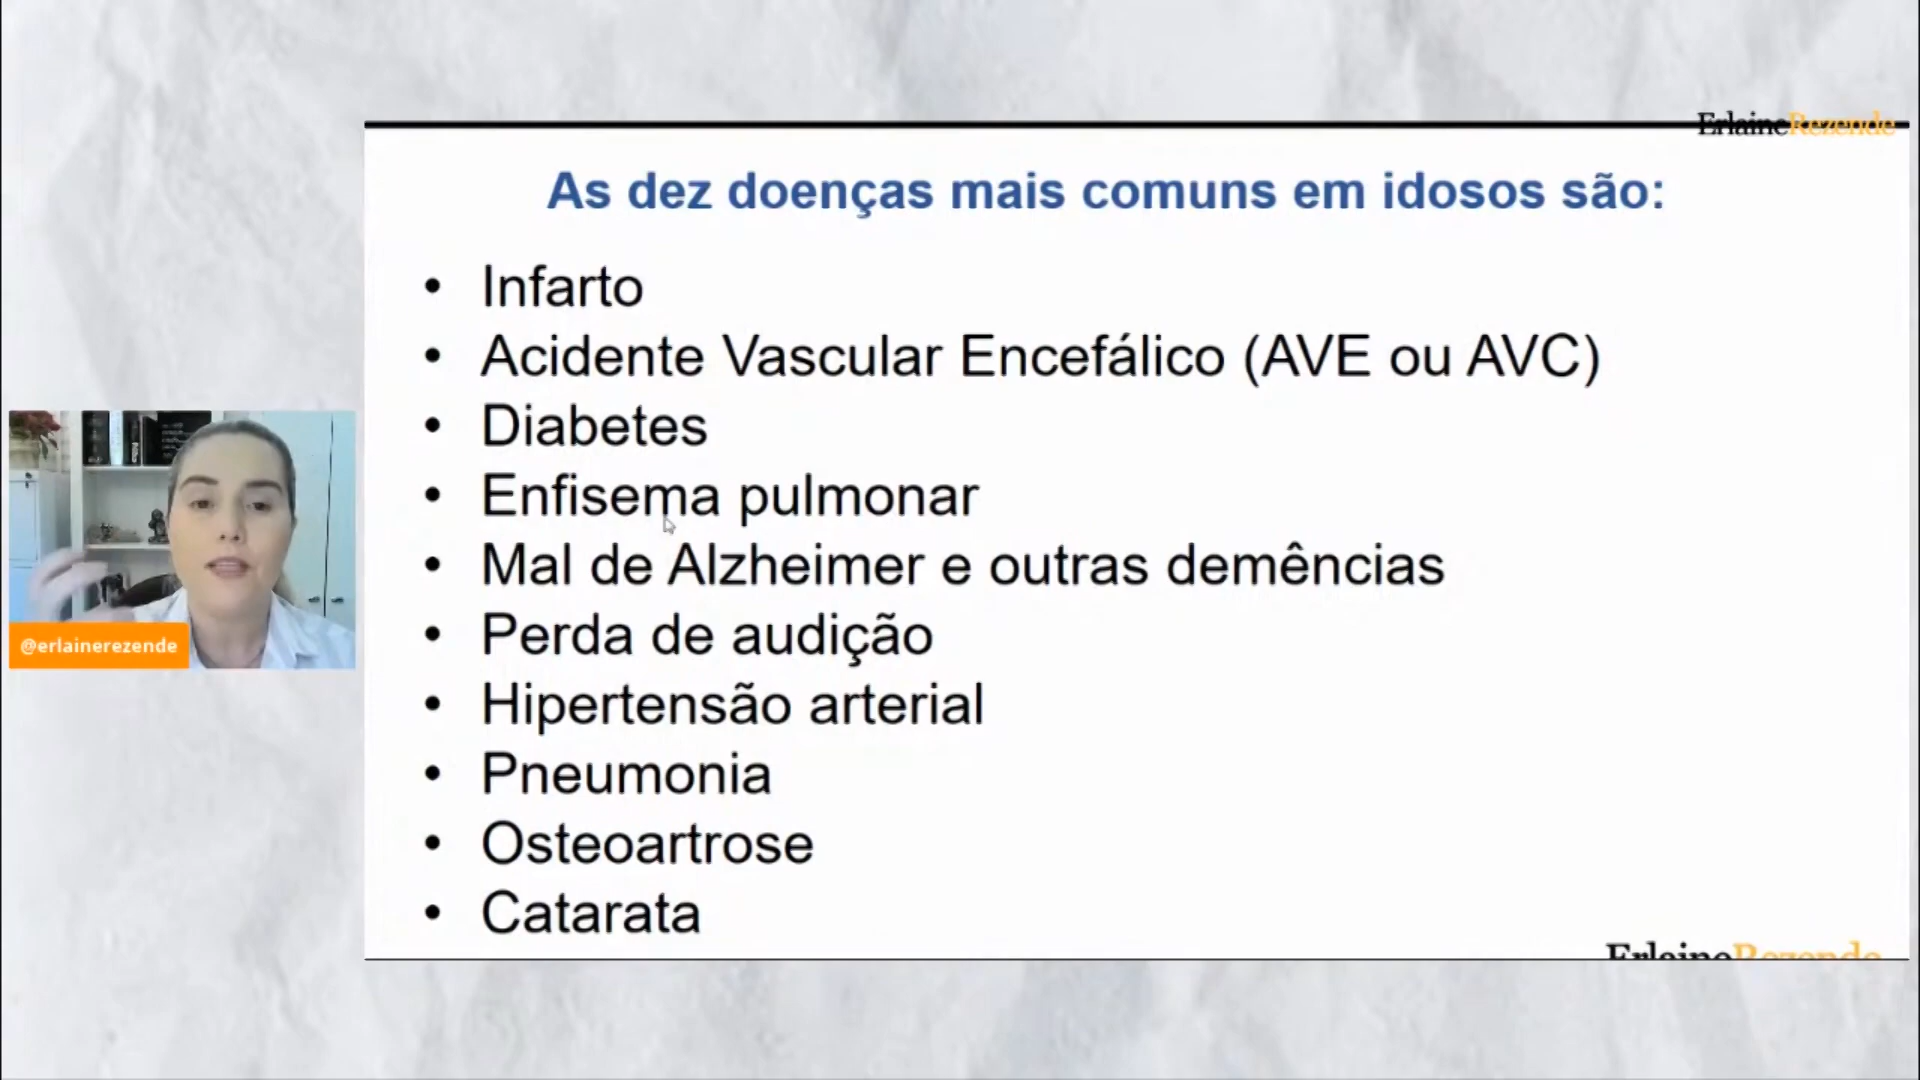 ErlaineRezende
As dez doenças mais comuns em idosos são:
• Infarto
• Acidente Vascular Encefálico (AVE ou AVC)
• Diabetes
• Enfisema pulmonar
• Mal de Alzheimer e outras demências
• Perda de audição
• Hipertensão arterial
• Pneumonia
• Osteoartrose
• Catarata
@erlainerezende
ErlaineRezende